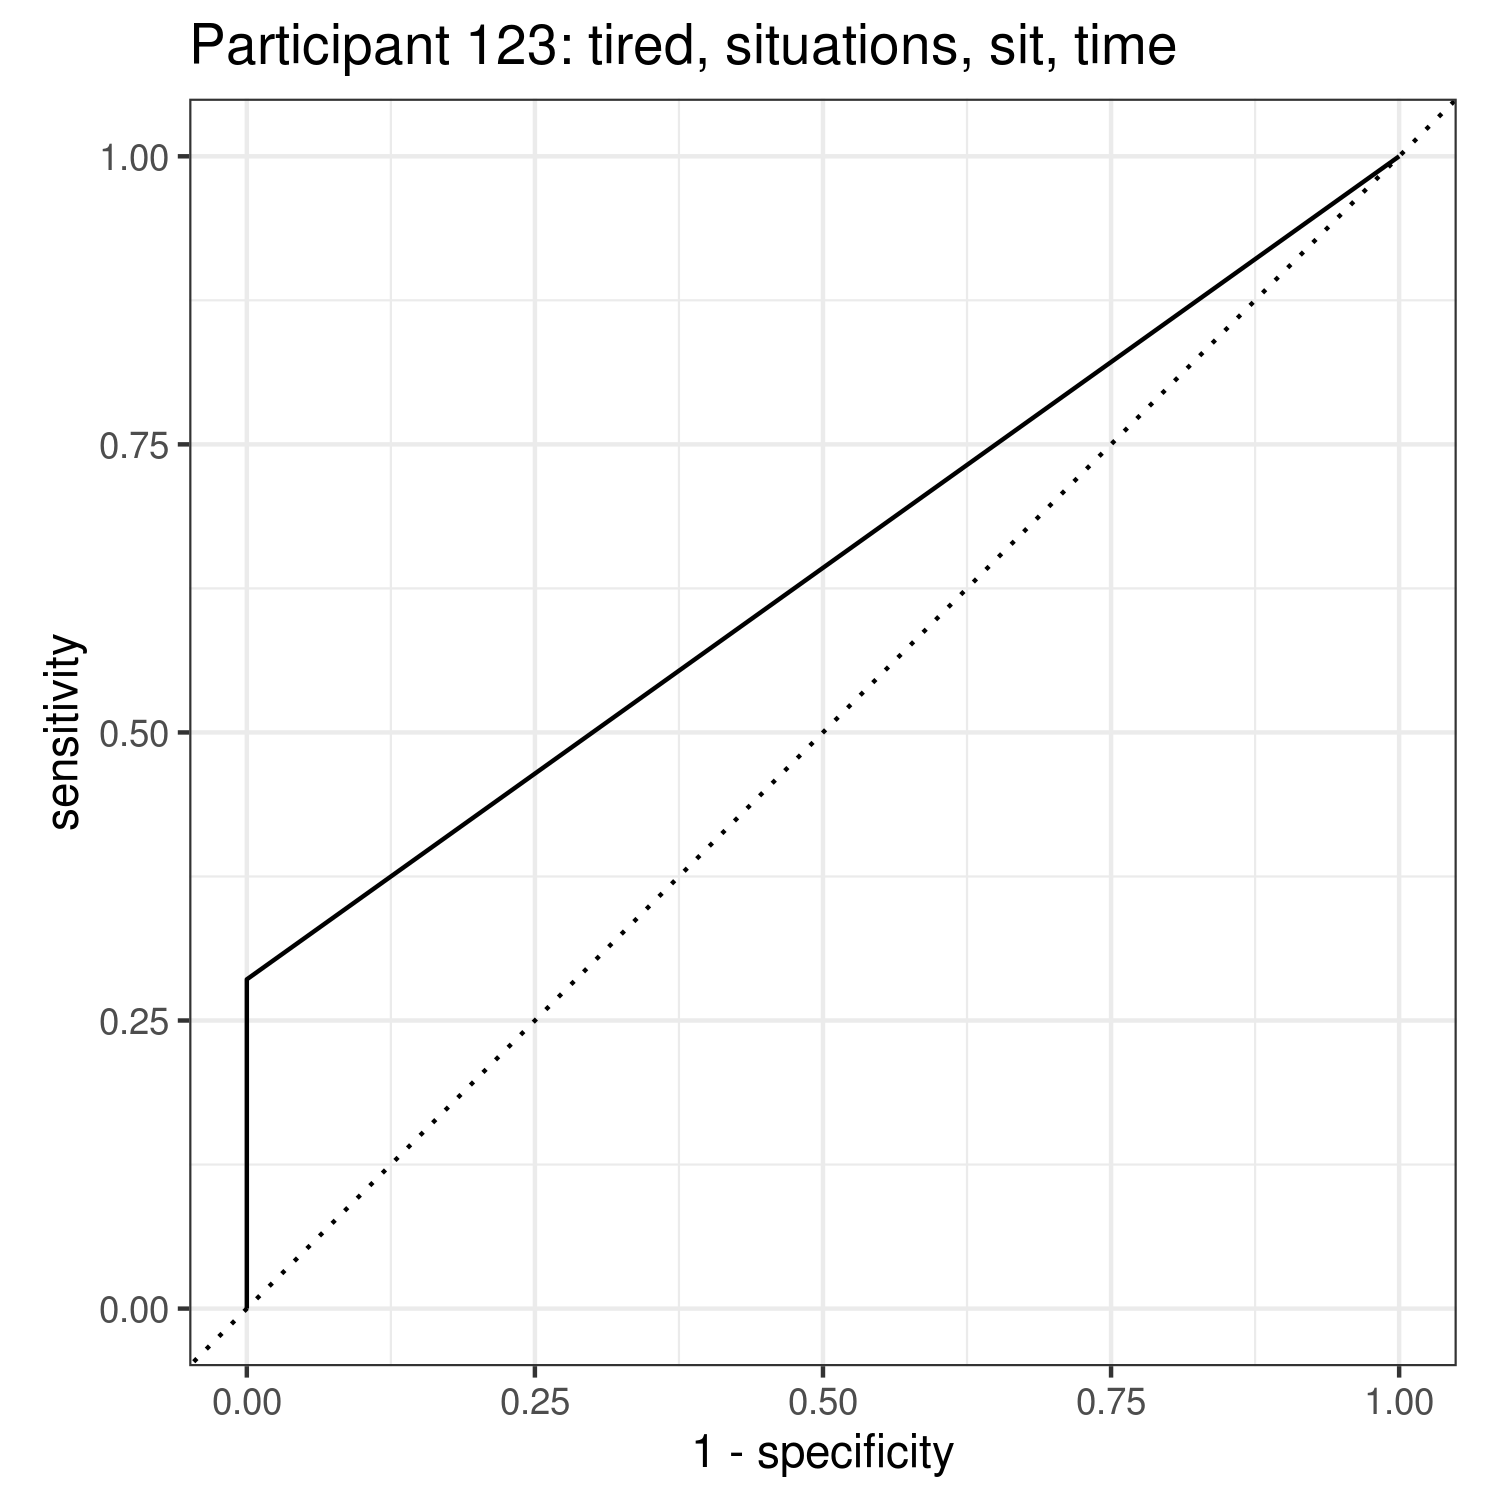 Participant 123: tired, situations, sit, time
1.00
0.75
0.50
0.25
0.00
sensitivity
0.00 0.25 0.50 0.75 1.00
1 - specificity